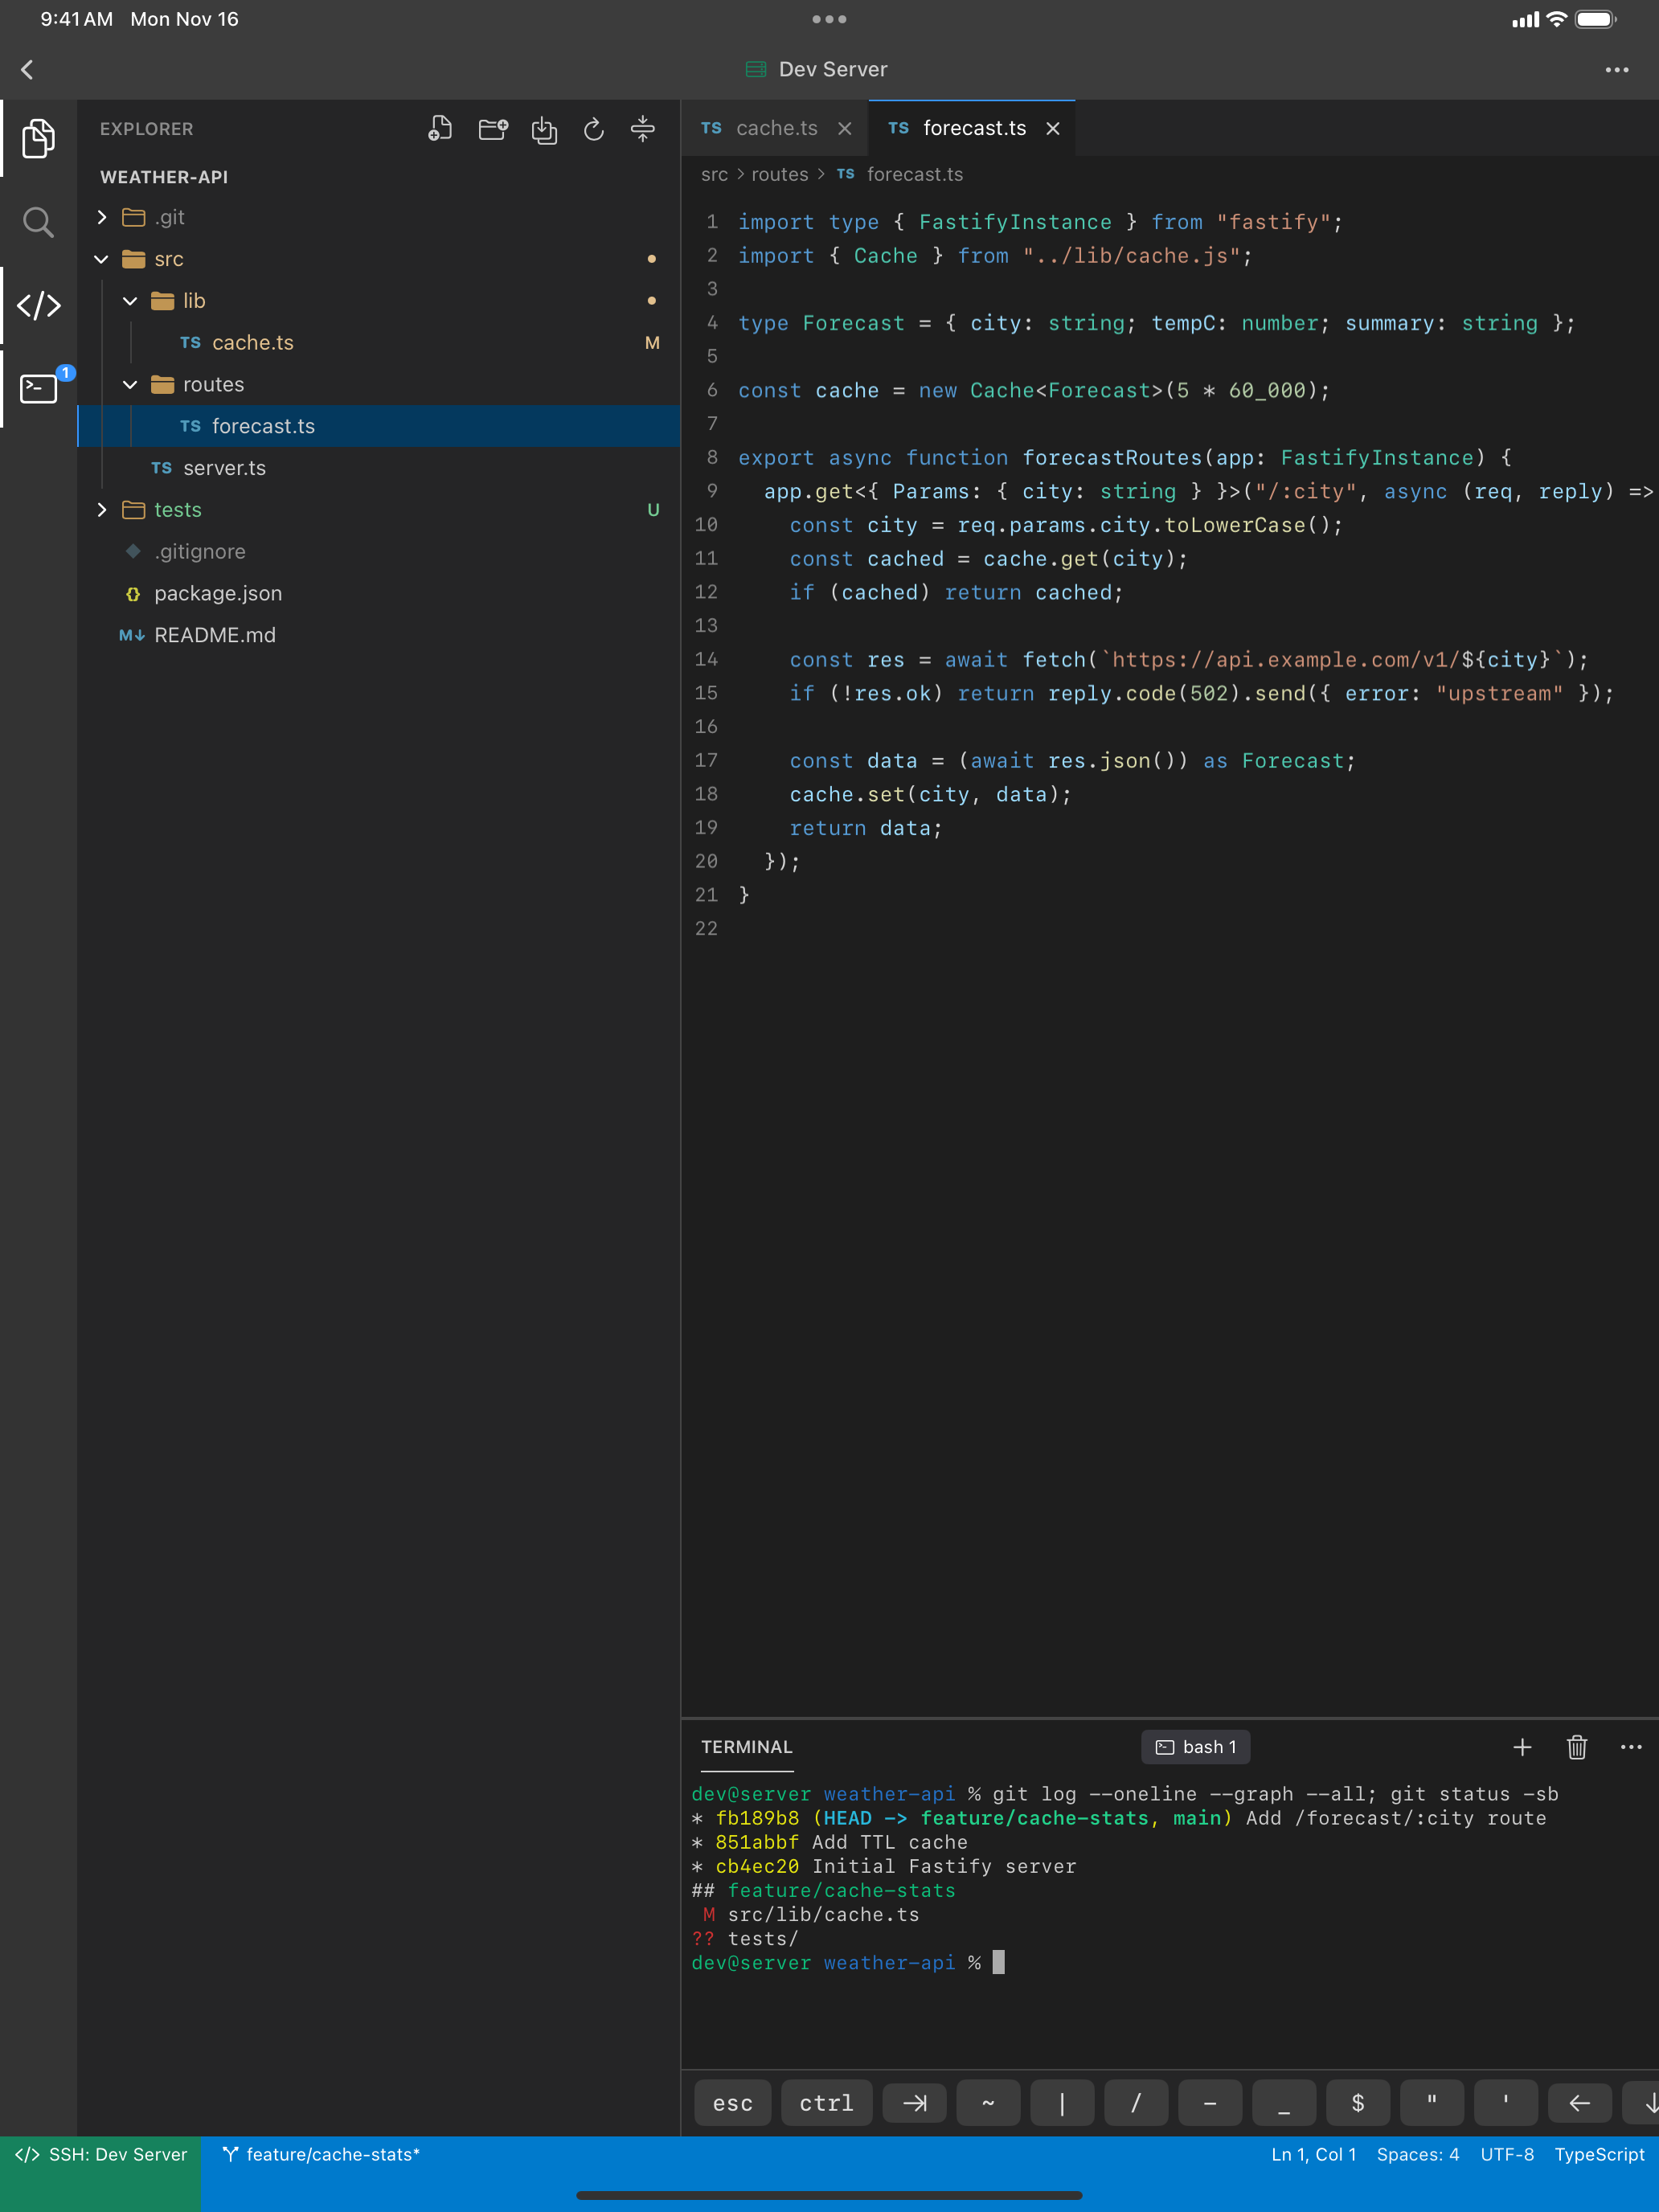 9:41 AM Mon Nov 16
Dev Server
EXPLORER
WEATHER-API
.git
src
lib
TS cache.ts M
1
routes
TS forecast.ts
TS server.ts
tests U
.gitignore
{} package.json
M↓ README.md
TS cache.ts
TS forecast.ts
src > routes > TS forecast.ts
1 import type { FastifyInstance } from "fastify";
2 import { Cache } from "../lib/cache.js";
3
4 type Forecast = { city: string; tempC: number; summary: string };
5
6 const cache = new Cache<Forecast>(5 * 60_000);
7
8 export async function forecastRoutes(app: FastifyInstance) {
9 app.get<{ Params: { city: string } }>("/:city", async (req, reply) =>
10 const city = req.params.city.toLowerCase();
11 const cached = cache.get(city);
12 if (cached) return cached;
13
14 const res = await fetch(`https://api.example.com/v1/${city}`);
15 if (!res.ok) return reply.code(502).send({ error: "upstream" });
16
17 const data = (await res.json()) as Forecast;
18 cache.set(city, data);
19 return data;
20 });
21 }
22
TERMINAL
bash 1
dev@server weather-api % git log --oneline --graph --all; git status -sb
* fb189b8 (HEAD -> feature/cache-stats, main) Add /forecast/:city route
* 851abbf Add TTL cache
* cb4ec20 Initial Fastify server
## feature/cache-stats
M src/lib/cache.ts
?? tests/
dev@server weather-api %
esc ctrl ~ | / - _ $ " '
SSH: Dev Server feature/cache-stats* Ln 1, Col 1 Spaces: 4 UTF-8 TypeScript